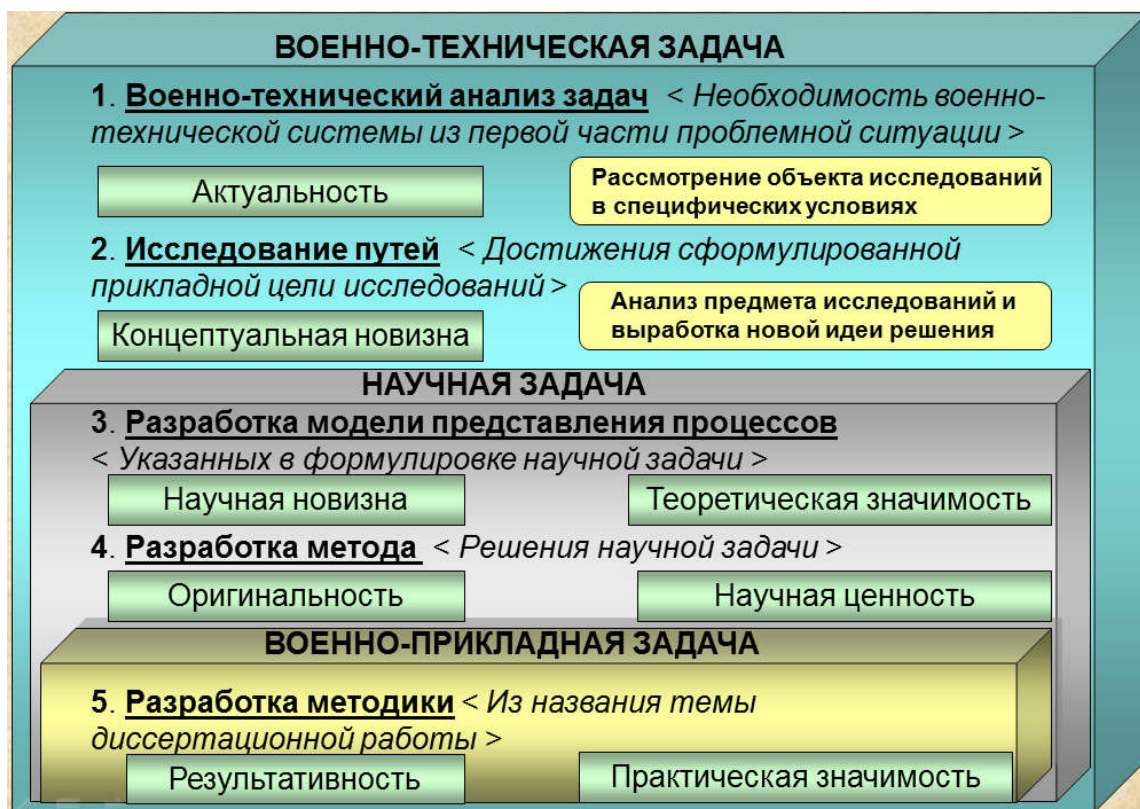 ВОЕННО-ТЕХНИЧЕСКАЯ ЗАДАЧА
1. Военно-технический анализ задач < Необходимость военно-
технической системы из первой части проблемной ситуации >
Актуальность
Рассмотрение объекта исследований
в специфических условиях
2. Исследование путей < Достижения сформулированной
прикладной цели исследований >
Концептуальная новизна
Анализ предмета исследований и
выработка новой идеи решения
НАУЧНАЯ ЗАДАЧА
3. Разработка модели представления процессов
< Указанных в формулировке научной задачи >
Научная новизна
Теоретическая значимость
4. Разработка метода < Решения научной задачи >
Оригинальность
Научная ценность
ВОЕННО-ПРИКЛАДНАЯ ЗАДАЧА
5. Разработка методики < Из названия темы
диссертационной работы >
Результативность
Практическая значимость